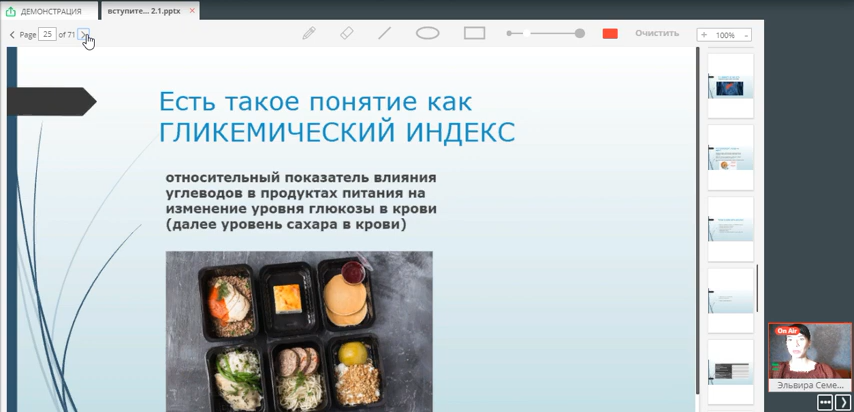 ДЕМОНСТРАЦИЯ
вступите... 2.1.pptx ×
Page 25 of 71
Очистить
+ 100% -
Есть такое понятие как
ГЛИКЕМИЧЕСКИЙ ИНДЕКС
относительный показатель влияния
углеводов в продуктах питания на
изменение уровня глюкозы в крови
(далее уровень сахара в крови)
On Air
Эльвира Семе...